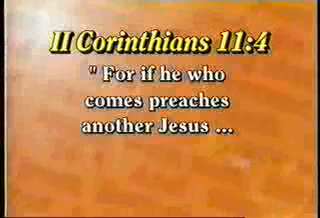 II Corinthians 11:4
" For if he who
comes preaches
another Jesus ...